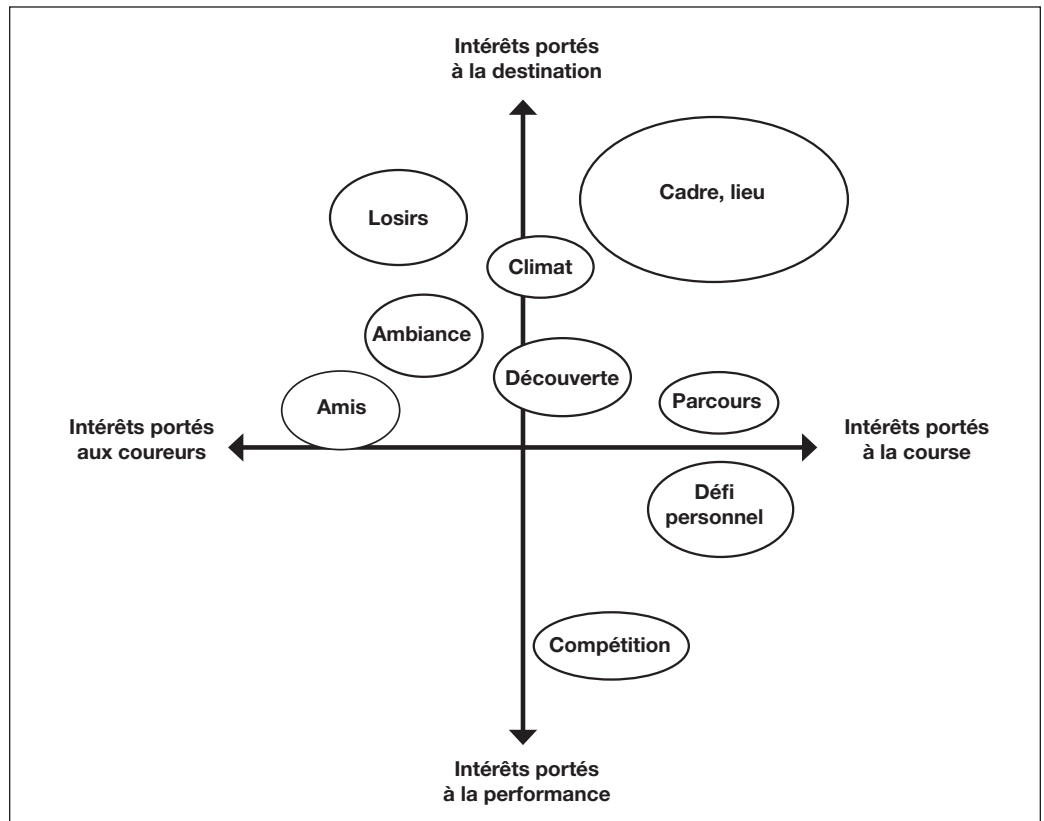 Intérêts portés
à la destination
Cadre, lieu
Losirs
Climat
Ambiance
Découverte
Parcours
Amis
Intérêts portés
aux coureurs
Intérêts portés
à la course
Défi
personnel
Compétition
Intérêts portés
à la performance